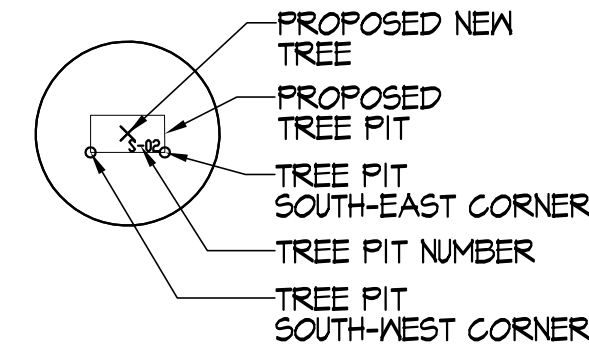 PROPOSED NEW
TREE
PROPOSED
TREE PIT
S-02
TREE PIT
SOUTH-EAST CORNER
TREE PIT NUMBER
TREE PIT
SOUTH-WEST CORNER